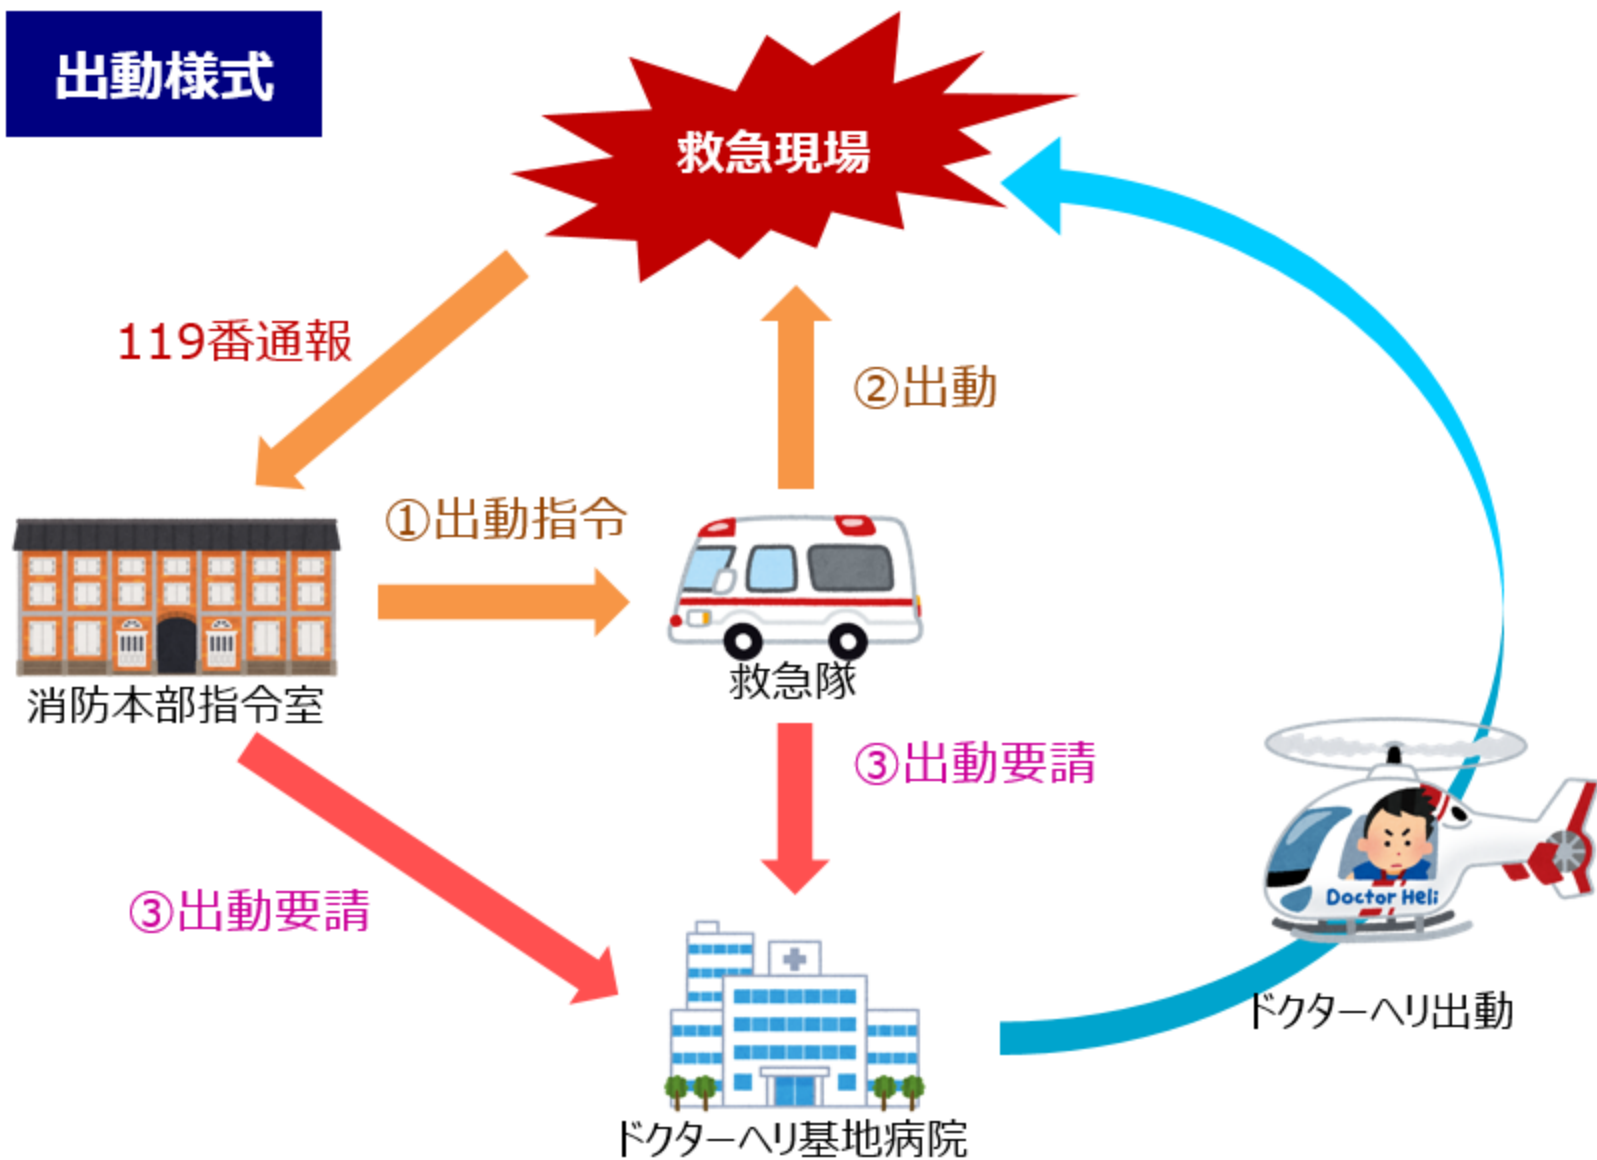 出動様式
救急現場
119番通報
②出動
①出動指令
消防本部指令室
救急隊
③出動要請
③出動要請
Doctor Heli
ドクターヘリ出動
ドクターヘリ基地病院